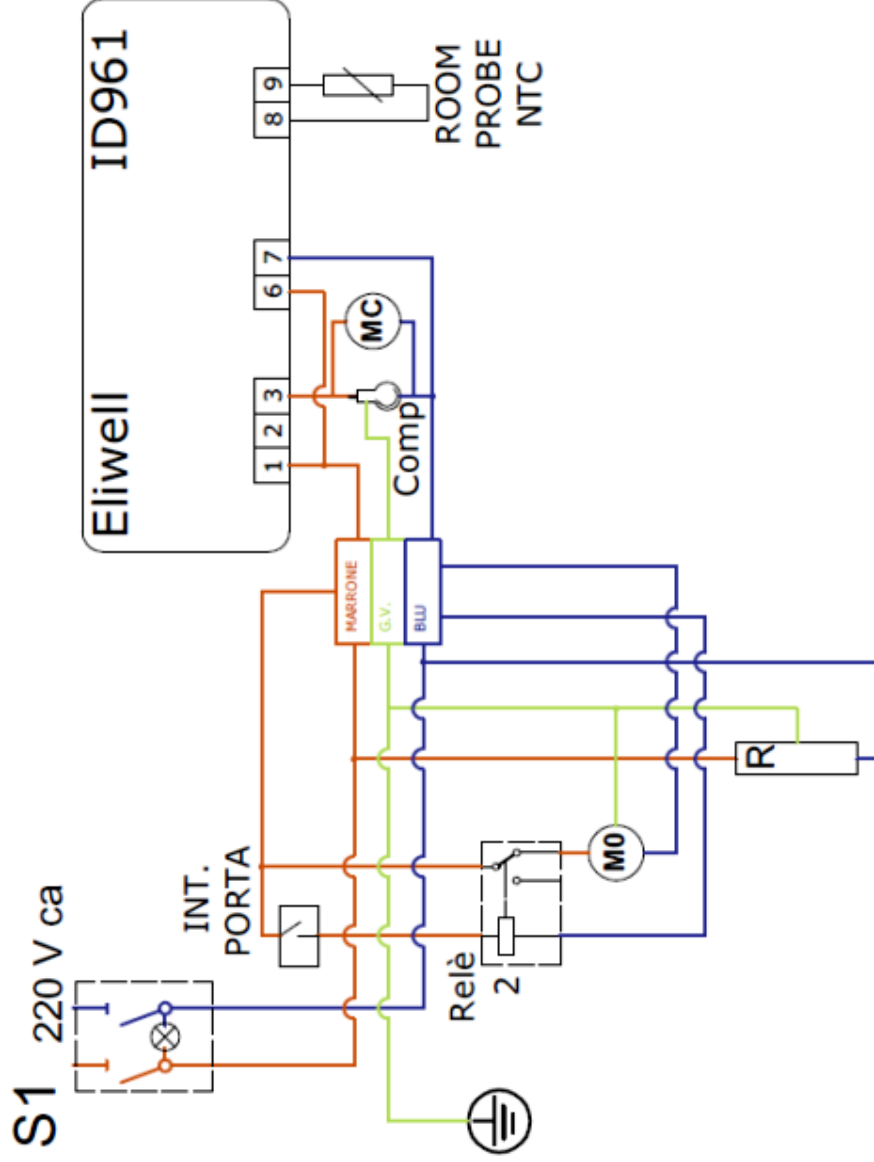 S1
220 V ca
INT.
PORTA
Relè
2
M0
R
MARRONE
G.V.
BLU
Comp
MC
Eliwell
ID961
1
2
3
6
7
8
9
ROOM
PROBE
NTC